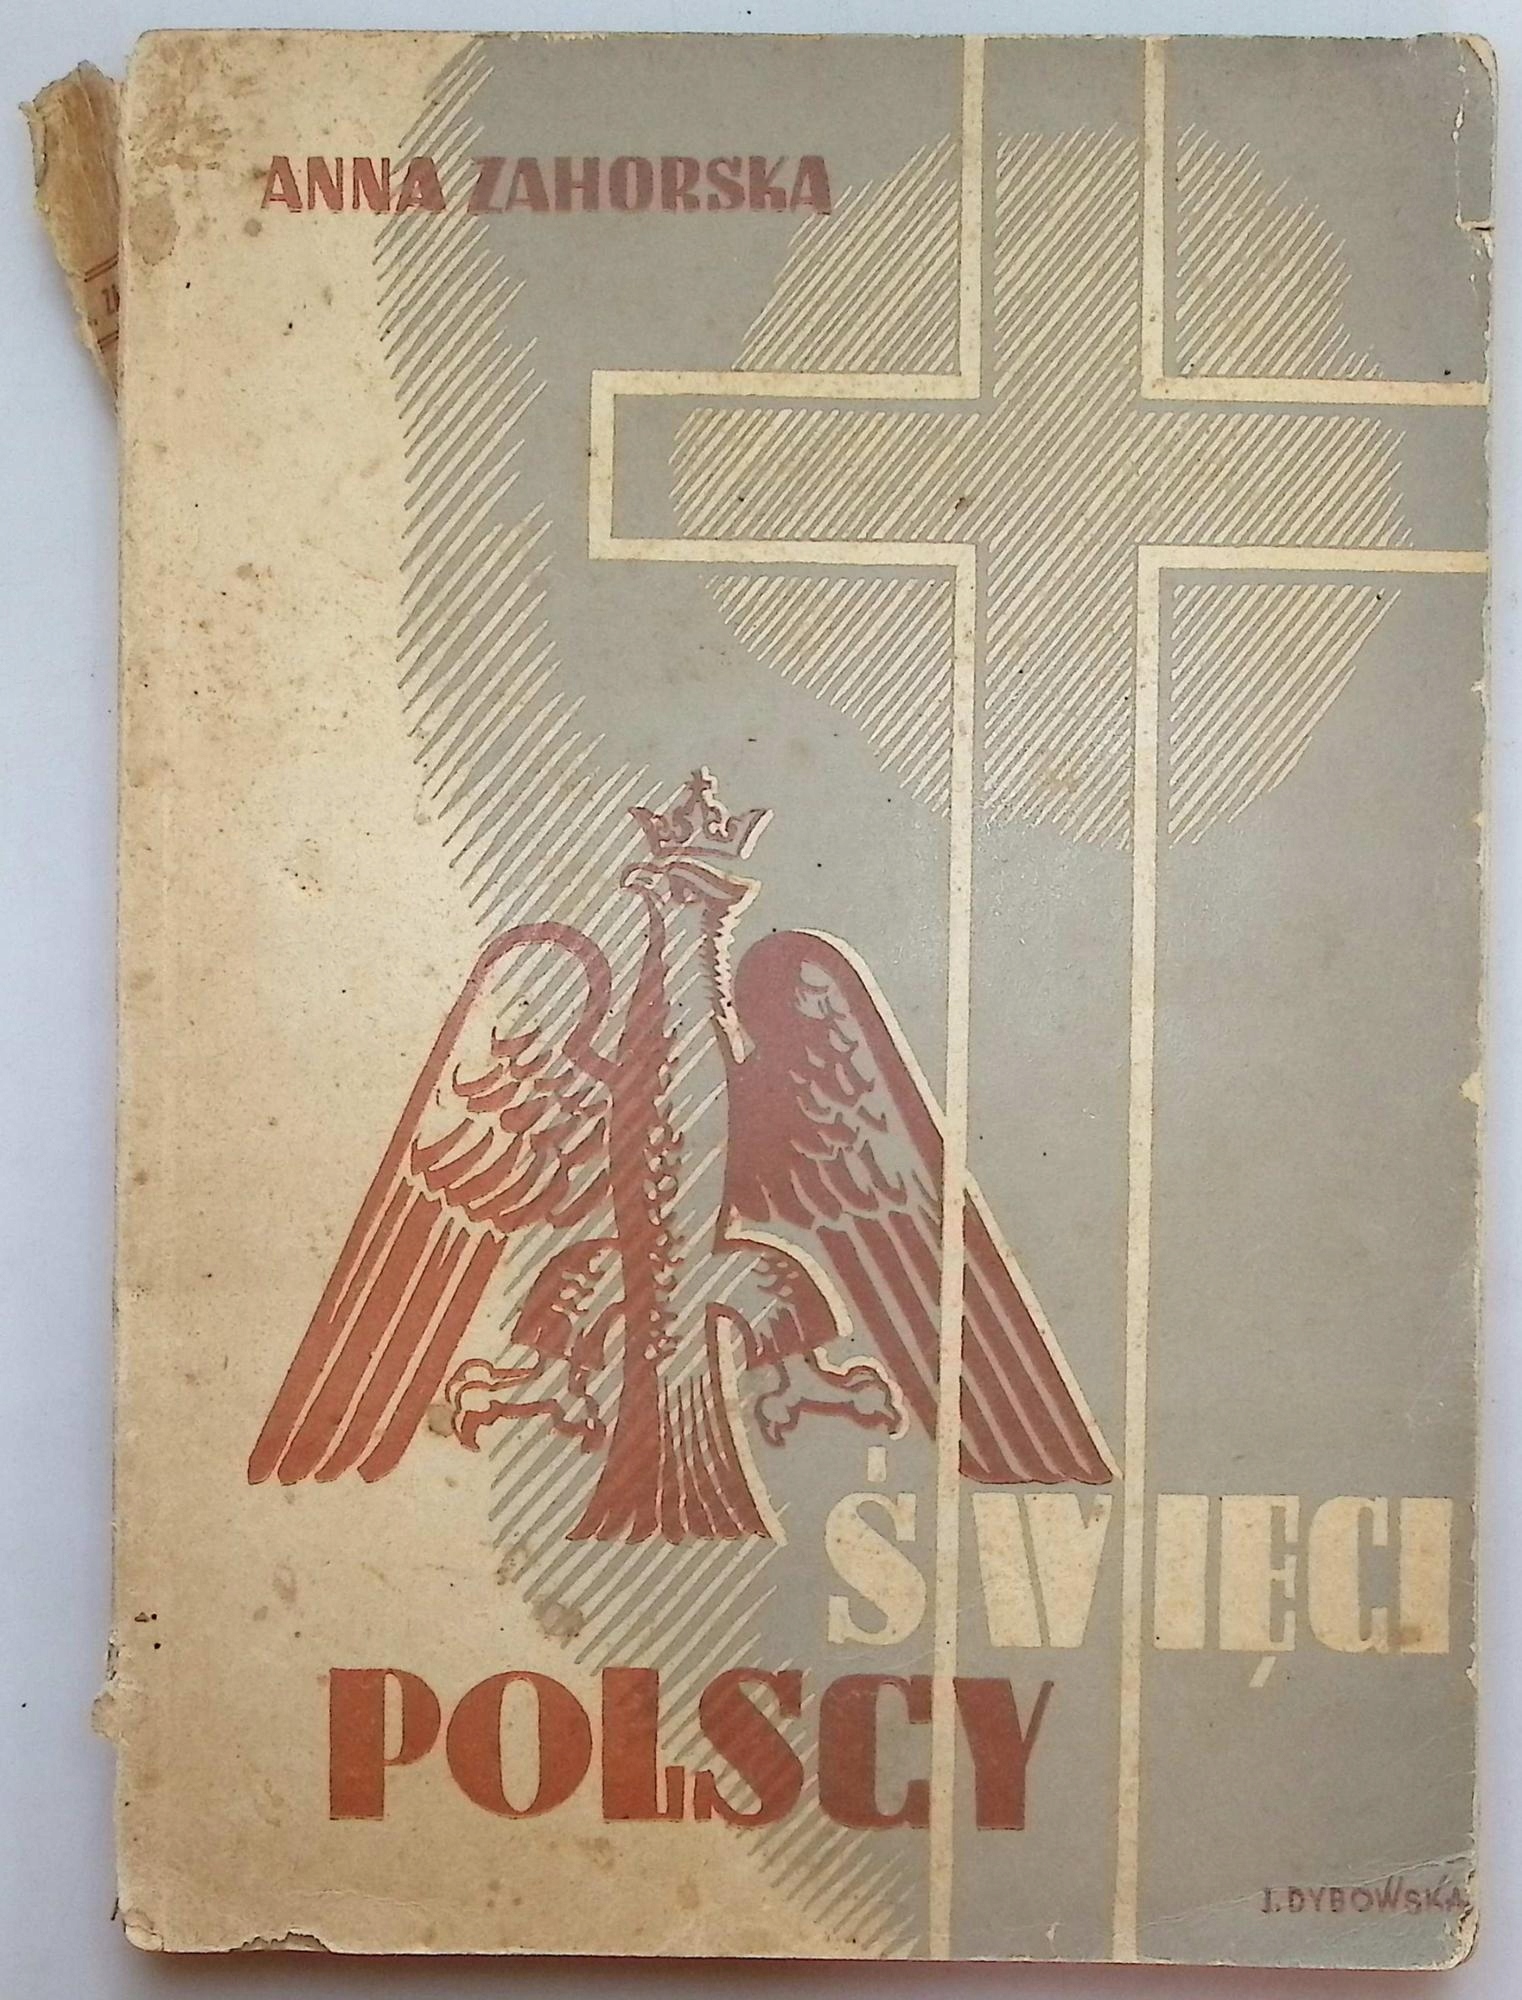 ANNA ZAHORSKA
ŚWIĘCI
POLSCY
J. DYBOWSKA